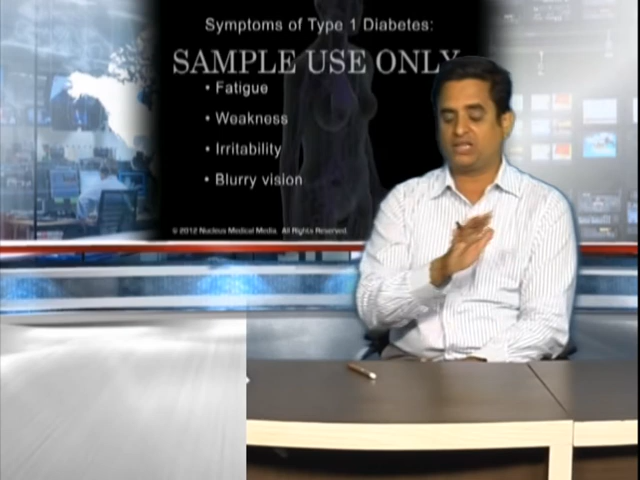 Symptoms of Type 1 Diabetes:
SAMPLE USE ONLY
• Fatigue
• Weakness
• Irritability
• Blurry vision
© 2012 Nucleus Medical Media. All Rights Reserved.